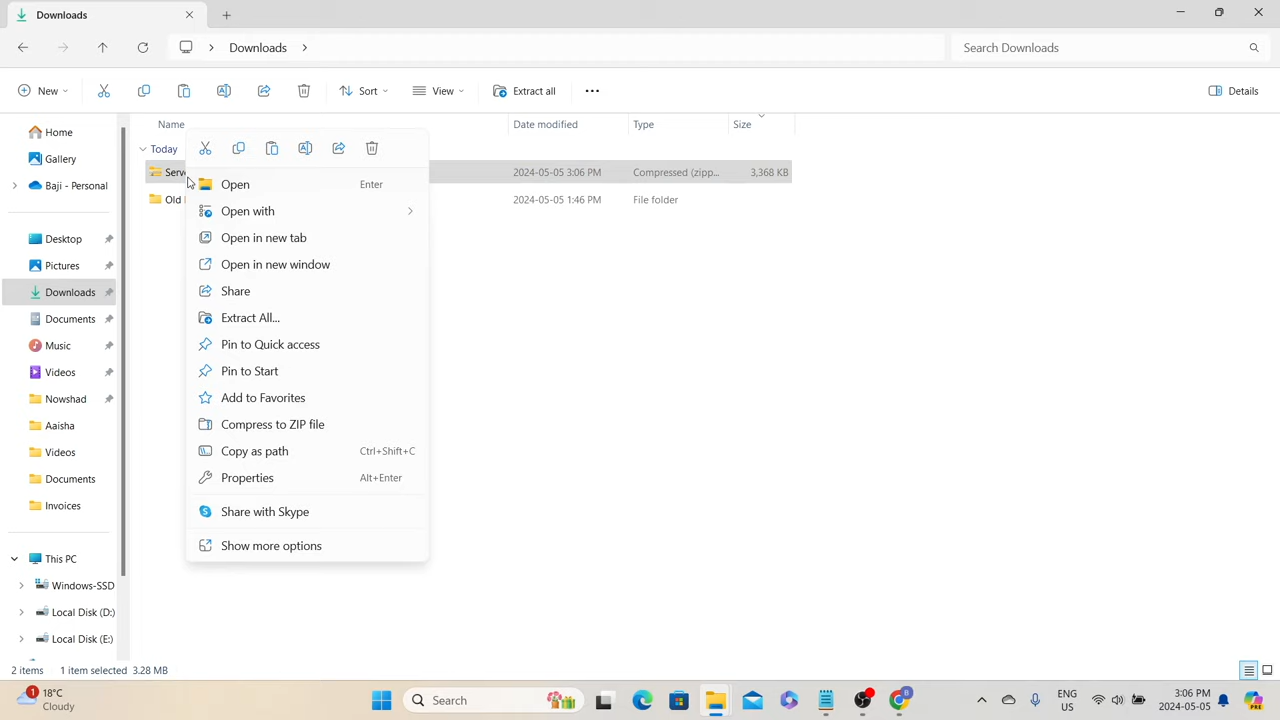 Downloads
Downloads
Search Downloads
New
Sort
View
Extract all
Details
Home
Gallery
Baji - Personal
Desktop
Pictures
Downloads
Documents
Music
Videos
Nowshad
Aaisha
Videos
Documents
Invoices
This PC
Windows-SSD
Local Disk (D:)
Local Disk (E:)
Name
Date modified
Type
Size
Today
Serv
2024-05-05 3:06 PM
Compressed (zipp...
3,368 KB
Old
2024-05-05 1:46 PM
File folder
Open Enter
Open with
Open in new tab
Open in new window
Share
Extract All...
Pin to Quick access
Pin to Start
Add to Favorites
Compress to ZIP file
Copy as path Ctrl+Shift+C
Properties Alt+Enter
Share with Skype
Show more options
2 items 1 item selected 3.28 MB
1
18°C
Cloudy
Search
B
ENG
US
3:06 PM
2024-05-05
PRE